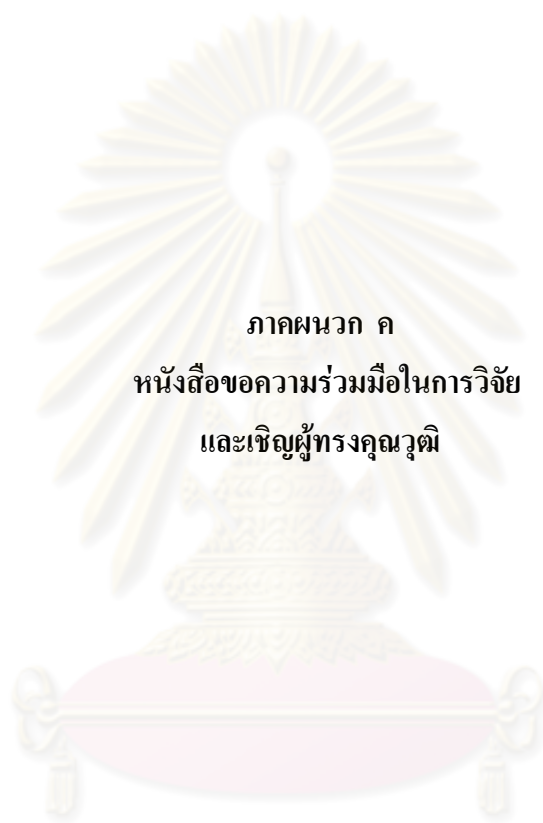 ภาคผนวก ค
หนังสือขอความร่วมมือในการวิจัย
และเชิญผู้ทรงคุณวุฒิ